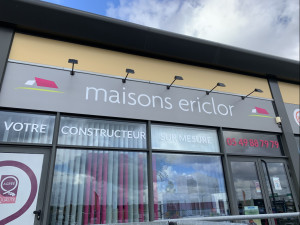 maisons ericlor
VOTRE CONSTRUCTEUR SUR MESURE